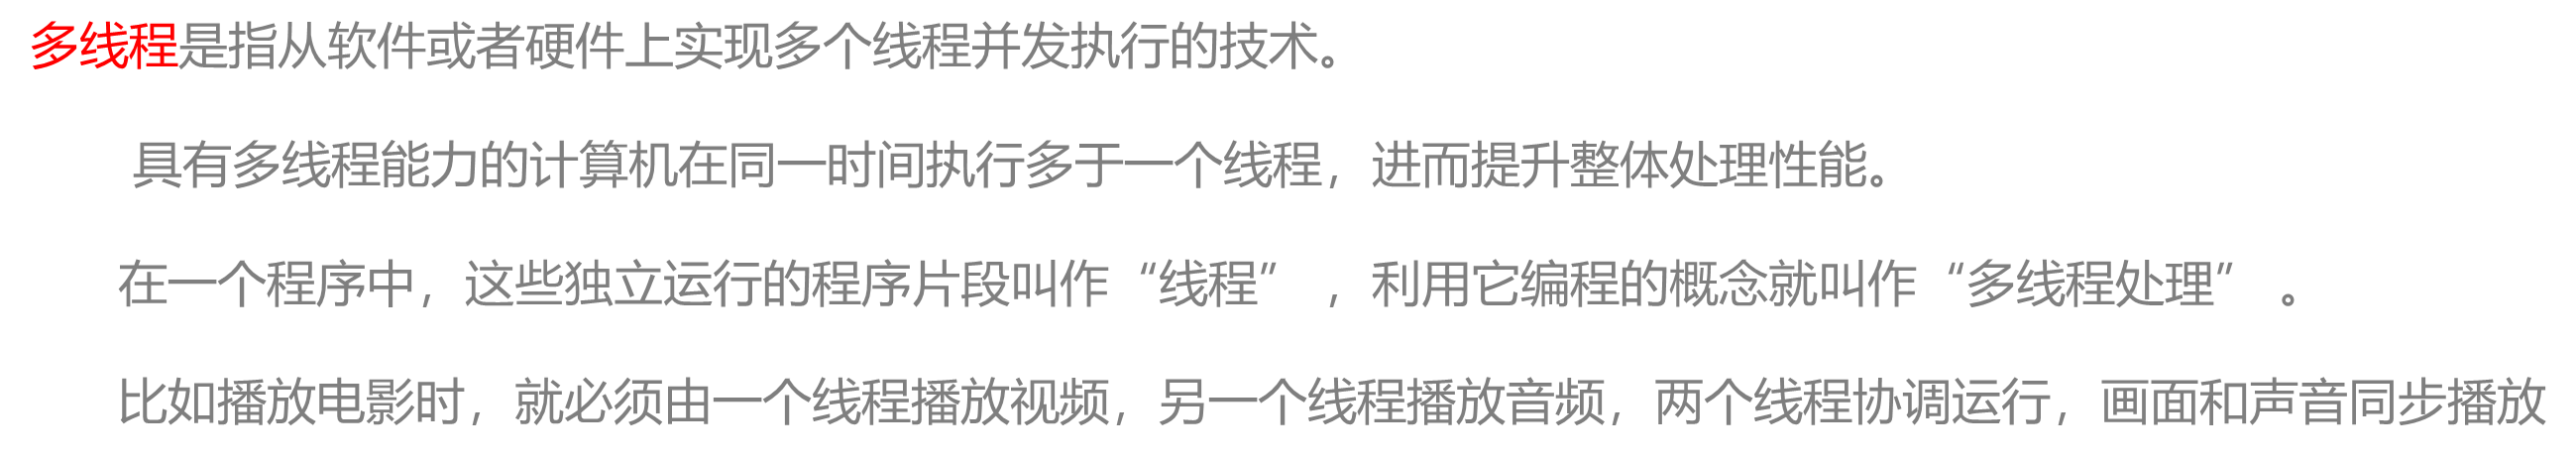 多线程是指从软件或者硬件上实现多个线程并发执行的技术。
具有多线程能力的计算机在同一时间执行多于一个线程，进而提升整体处理性能。
在一个程序中，这些独立运行的程序片段叫作“线程”，利用它编程的概念就叫作“多线程处理”。
比如播放电影时，就必须由一个线程播放视频，另一个线程播放音频，两个线程协调运行，画面和声音同步播放